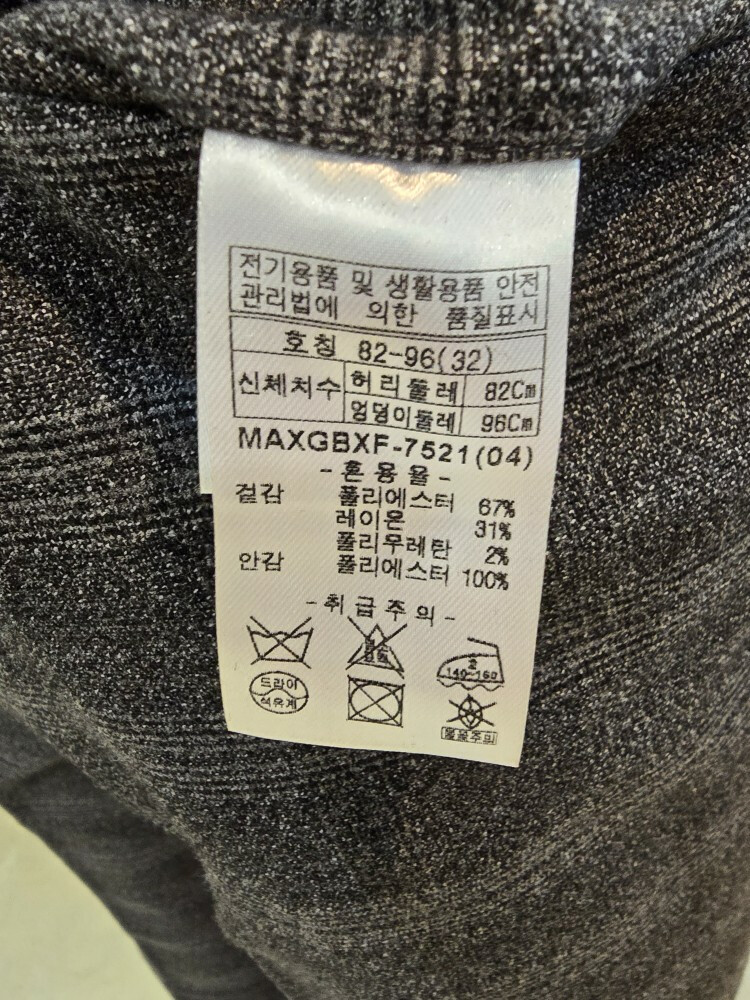 전기용품 및 생활용품 안전
관리법에 의한 품질표시
호칭 82-96(32)
신체치수 허리둘레 82Cm
엉덩이둘레 96Cm
MAXGBXF-7521(04)
-혼용율-
겉감 폴리에스터 67%
레이온 31%
폴리우레탄 2%
안감 폴리에스터 100%
-취급주의-
140~160
드라이
석유계